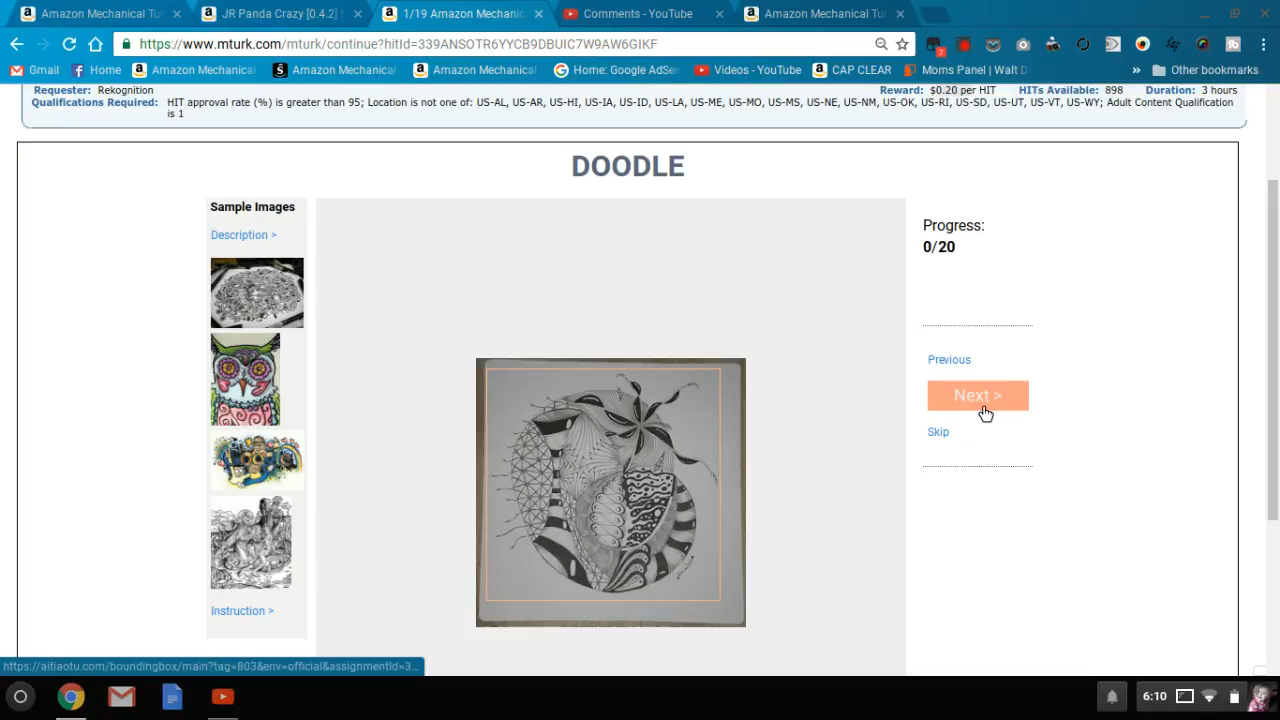 Amazon Mechanical Tur
JR Panda Crazy [0.4.2]
1/19 Amazon Mechanic
Comments - YouTube
Amazon Mechanical Tur
https://www.mturk.com/mturk/continue?hitId=339ANSOTR6YYCB9DBUIC7W9AW6GIKF
7
Gmail
Home
Amazon Mechanical
Amazon Mechanical
Amazon Mechanical
Home: Google AdSen
Videos - YouTube
CAP CLEAR
Moms Panel | Walt D
»
Other bookmarks
Requester: Rekognition
Reward: $0.20 per HIT
HITs Available: 898
Duration: 3 hours
Qualifications Required: HIT approval rate (%) is greater than 95; Location is not one of: US-AL, US-AR, US-HI, US-IA, US-ID, US-LA, US-ME, US-MO, US-MS, US-NE, US-NM, US-OK, US-RI, US-SD, US-UT, US-VT, US-WY; Adult Content Qualification
is 1
DOODLE
Sample Images
Description >
Instruction >
Progress:
0/20
Previous
Next >
Skip
https://aitiaotu.com/boundingbox/main?tag=803&env=official&assignmentId=3...
6:10